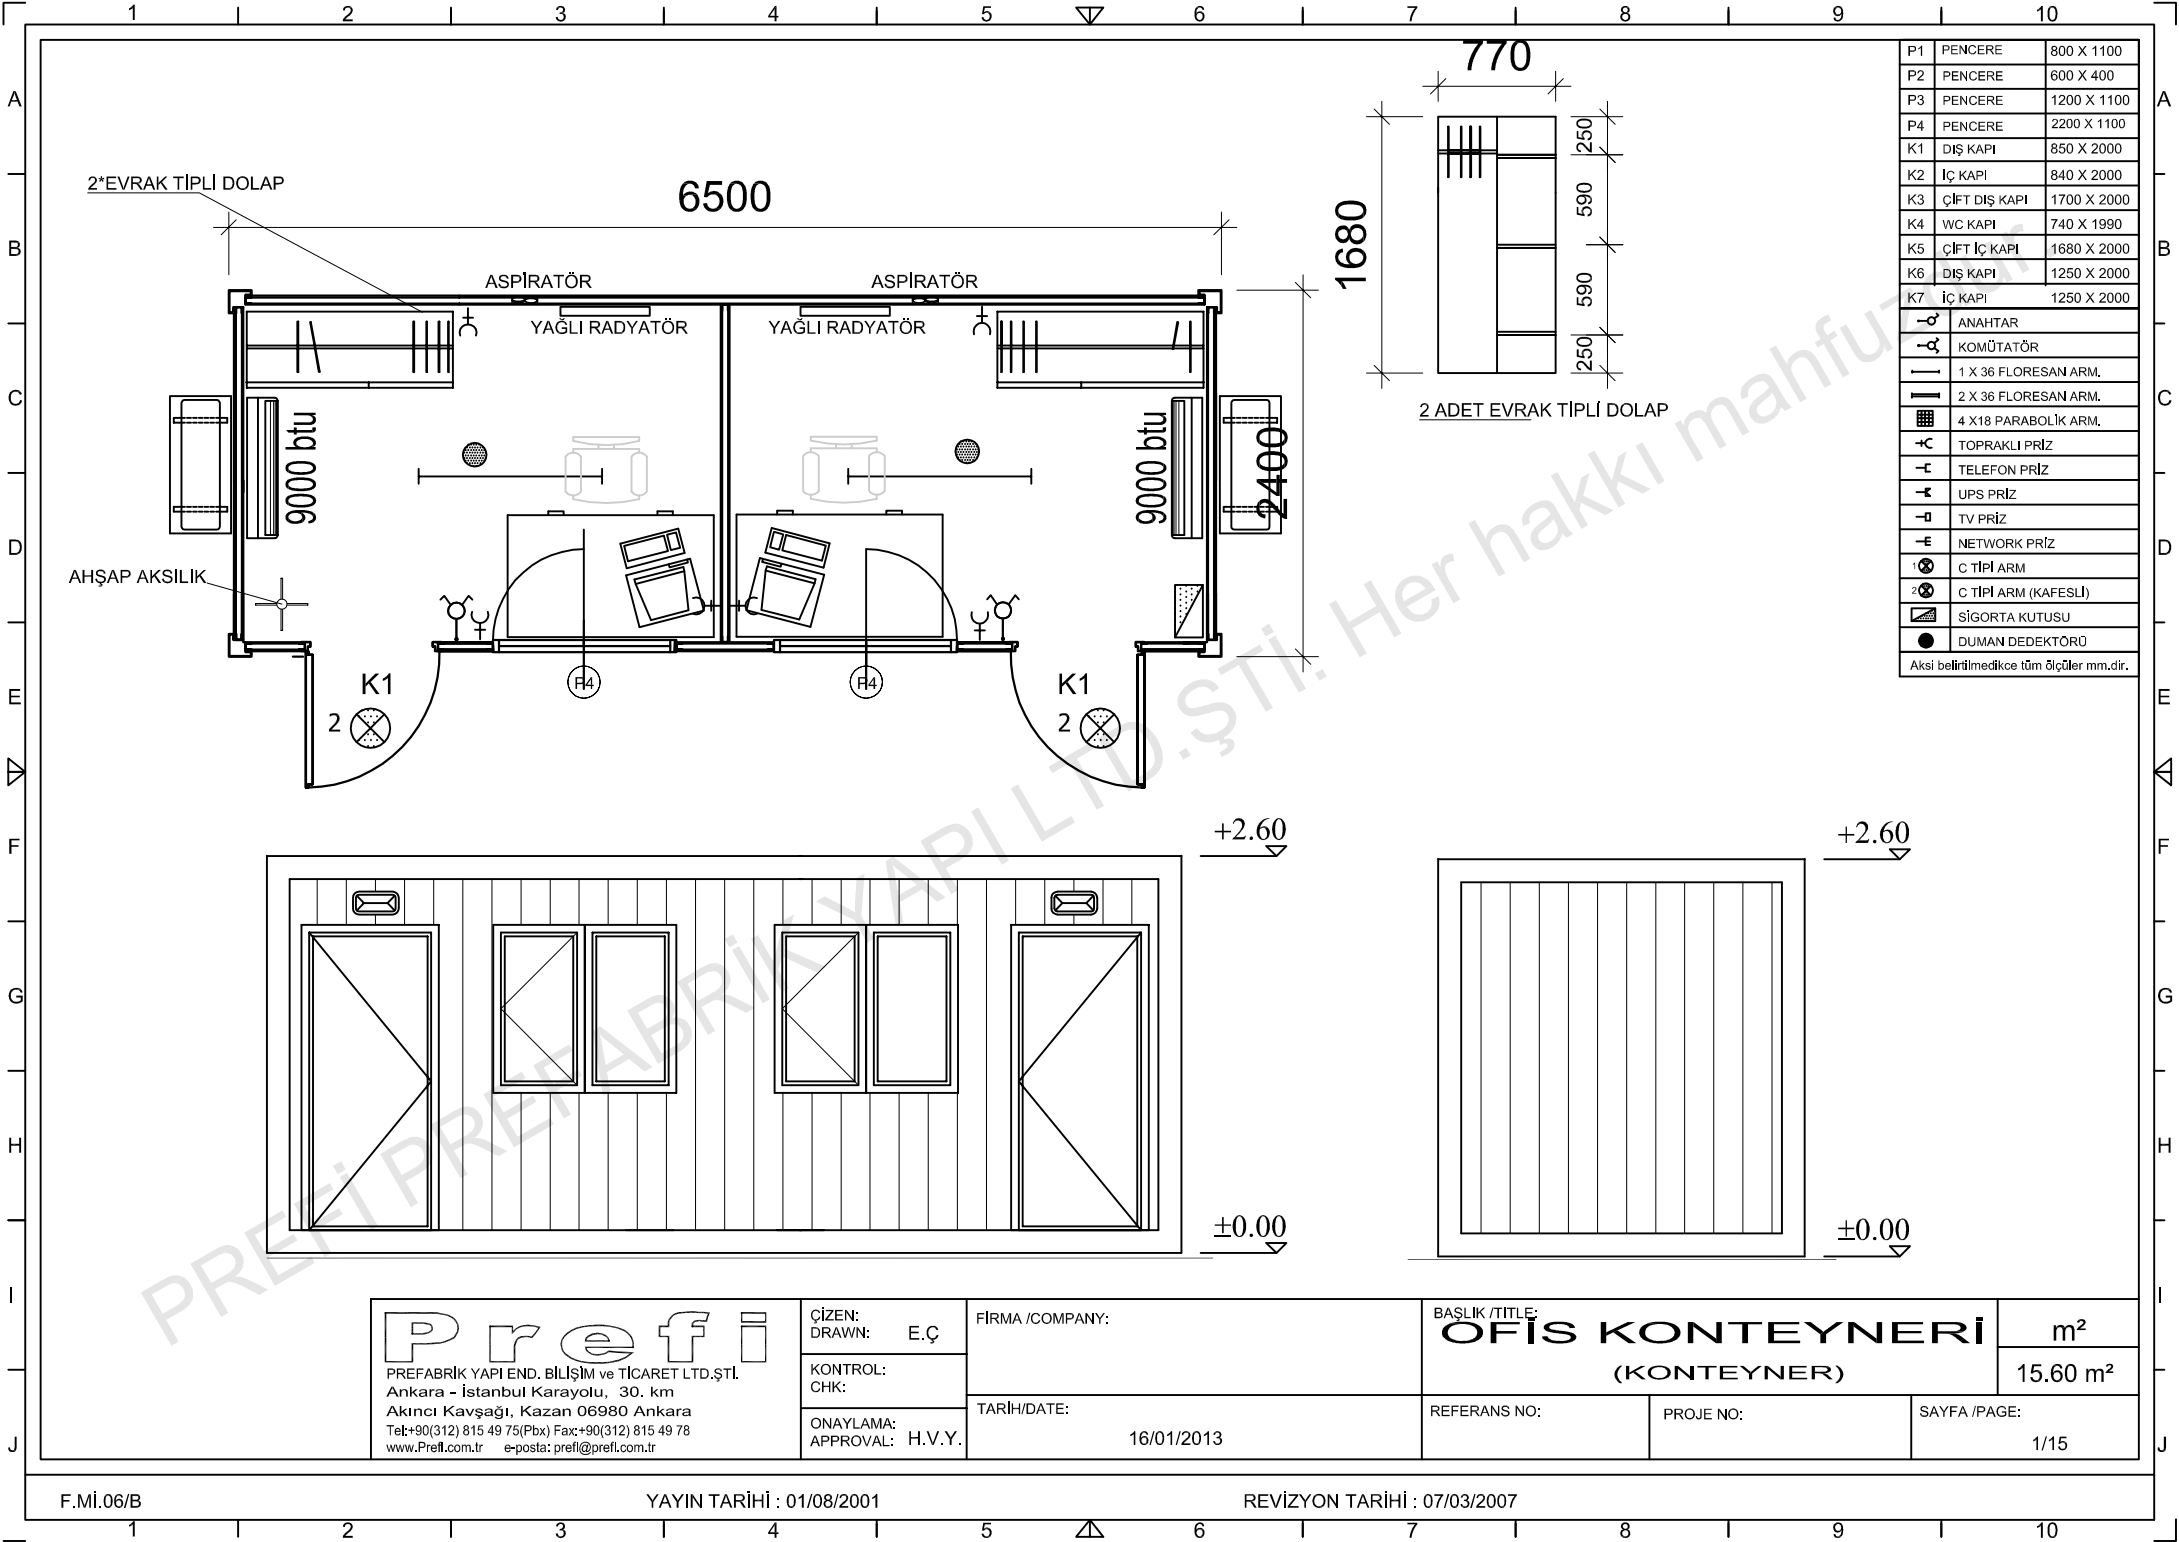 1 2 3 4 5 6 7 8 9 10
A
B
C
D
E
F
G
H
I
J
A
B
C
D
E
F
G
H
I
J
2*EVRAK TİPLİ DOLAP
6500
ASPİRATÖR
ASPİRATÖR
YAĞLI RADYATÖR
YAĞLI RADYATÖR
9000 btu
9000 btu
2400
AHŞAP AKSILIK
K1
2
P4
P4
K1
2
770
1680
250
590
590
250
2 ADET EVRAK TİPLİ DOLAP
P1 PENCERE 800 X 1100
P2 PENCERE 600 X 400
P3 PENCERE 1200 X 1100
P4 PENCERE 2200 X 1100
K1 DIŞ KAPI 850 X 2000
K2 İÇ KAPI 840 X 2000
K3 ÇİFT DIŞ KAPI 1700 X 2000
K4 WC KAPI 740 X 1990
K5 ÇİFT İÇ KAPI 1680 X 2000
K6 DIŞ KAPI 1250 X 2000
K7 İÇ KAPI 1250 X 2000
ANAHTAR
KOMÜTATÖR
1 X 36 FLORESAN ARM.
2 X 36 FLORESAN ARM.
4 X18 PARABOLİK ARM.
TOPRAKLI PRİZ
TELEFON PRİZ
UPS PRİZ
TV PRİZ
NETWORK PRİZ
1 C TİPİ ARM
2 C TİPİ ARM (KAFESLİ)
SİGORTA KUTUSU
DUMAN DEDEKTÖRÜ
Aksi belirtilmedikce tüm ölçüler mm.dir.
+2.60
±0.00
+2.60
±0.00
PREFİ PREFABRİK YAPI LTD.ŞTİ. Her hakkı mahfuzdur.
Prefi
PREFABRİK YAPI END. BİLİŞİM ve TİCARET LTD.ŞTİ.
Ankara - İstanbul Karayolu, 30. km
Akıncı Kavşağı, Kazan 06980 Ankara
Tel:+90(312) 815 49 75(Pbx) Fax:+90(312) 815 49 78
www.Prefi.com.tr e-posta: prefi@prefi.com.tr
ÇİZEN:
DRAWN: E.Ç
KONTROL:
CHK:
ONAYLAMA:
APPROVAL: H.V.Y.
FİRMA /COMPANY:
TARİH/DATE:
16/01/2013
BAŞLIK /TITLE:
OFİS KONTEYNERİ
(KONTEYNER)
m²
15.60 m²
REFERANS NO:
PROJE NO:
SAYFA /PAGE:
1/15
F.Mİ.06/B YAYIN TARİHİ : 01/08/2001 REVİZYON TARİHİ : 07/03/2007
1 2 3 4 5 6 7 8 9 10